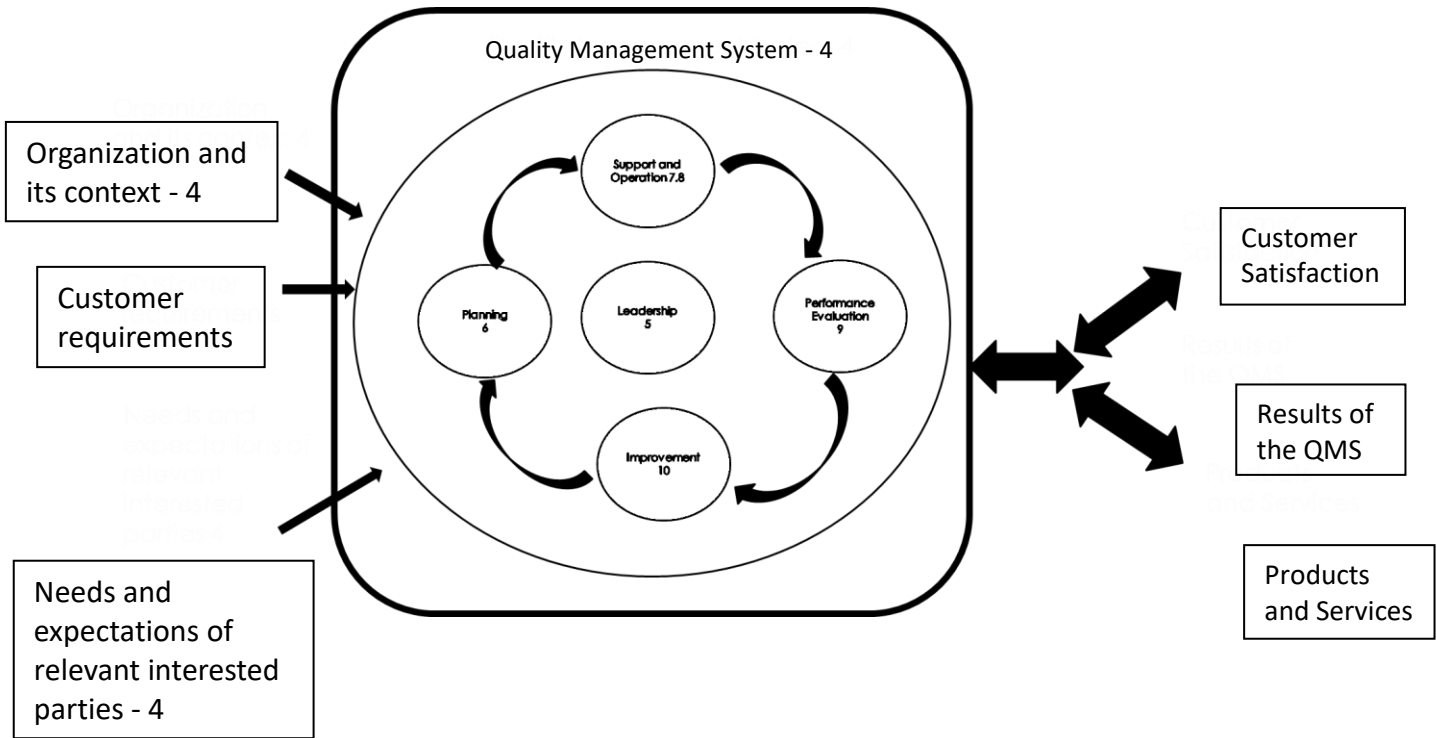 Quality Management System - 4
Organization and
its context - 4
Customer
requirements
Needs and
expectations of
relevant interested
parties - 4
Support and
Operation 7.8
Planning
6
Leadership
5
Performance
Evaluation
9
Improvement
10
Customer
Satisfaction
Results of
the QMS
Products
and Services